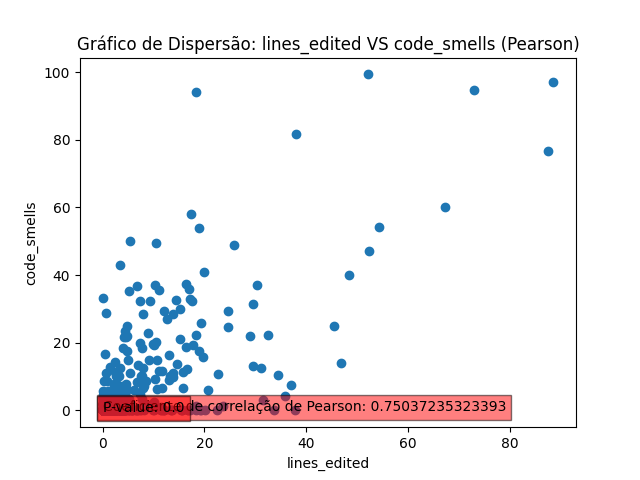 Gráfico de Dispersão: lines_edited VS code_smells (Pearson)
100
80
60
40
20
0
code_smells
P-value: 0.0
de correlação de Pearson: 0.75037235323393
0 20 40 60 80
lines_edited